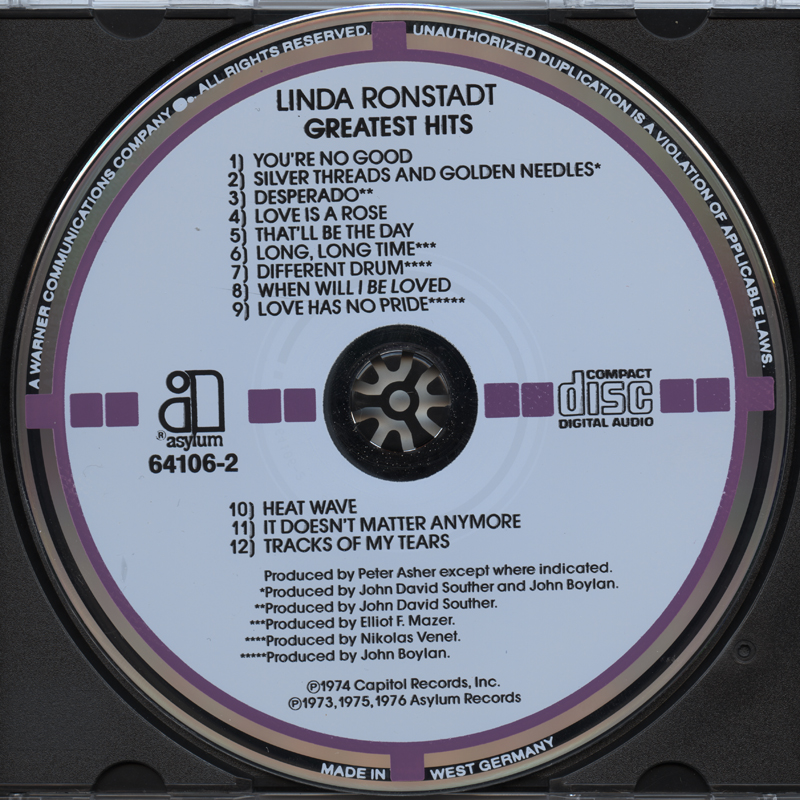 A WARNER COMMUNICATIONS COMPANY . ALL RIGHTS RESERVED. UNAUTHORIZED DUPLICATION IS A VIOLATION OF APPLICABLE LAWS.
LINDA RONSTADT
GREATEST HITS
1) YOU'RE NO GOOD
2) SILVER THREADS AND GOLDEN NEEDLES*
3) DESPERADO**
4) LOVE IS A ROSE
5) THAT'LL BE THE DAY
6) LONG, LONG TIME***
7) DIFFERENT DRUM****
8) WHEN WILL I BE LOVED
9) LOVE HAS NO PRIDE*****
® asylum
64106-2
COMPACT
disc
DIGITAL AUDIO
10) HEAT WAVE
11) IT DOESN'T MATTER ANYMORE
12) TRACKS OF MY TEARS
Produced by Peter Asher except where indicated.
*Produced by John David Souther and John Boylan.
**Produced by John David Souther.
***Produced by Elliot F. Mazer.
****Produced by Nikolas Venet.
*****Produced by John Boylan.
℗1974 Capitol Records, Inc.
℗1973, 1975, 1976 Asylum Records
MADE IN WEST GERMANY